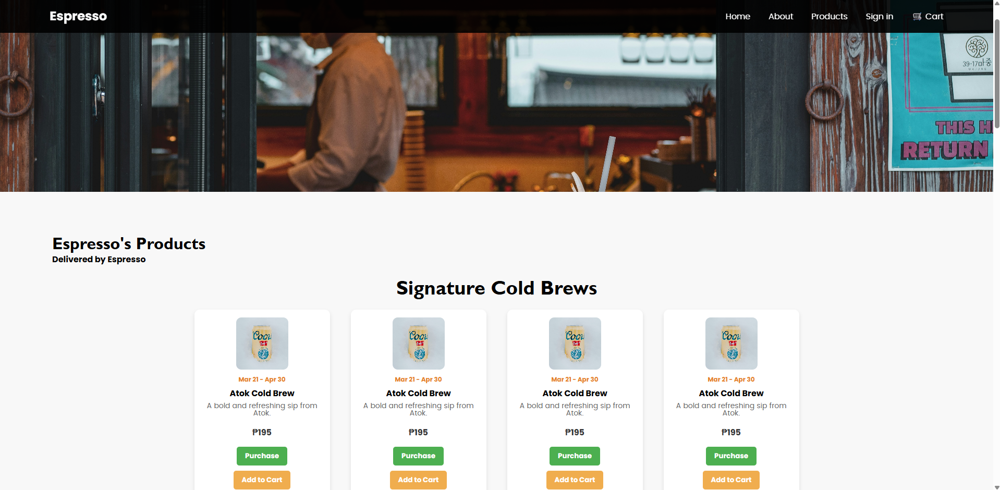 Espresso
Home About Products Sign in 🛒 Cart
39-17마중
MAJUNG
THIS H
RETURN
Espresso's Products
Delivered by Espresso
Signature Cold Brews
Mar 21 - Apr 30
Atok Cold Brew
A bold and refreshing sip from
Atok.
₱195
Purchase
Add to Cart
Mar 21 - Apr 30
Atok Cold Brew
A bold and refreshing sip from
Atok.
₱195
Purchase
Add to Cart
Mar 21 - Apr 30
Atok Cold Brew
A bold and refreshing sip from
Atok.
₱195
Purchase
Add to Cart
Mar 21 - Apr 30
Atok Cold Brew
A bold and refreshing sip from
Atok.
₱195
Purchase
Add to Cart